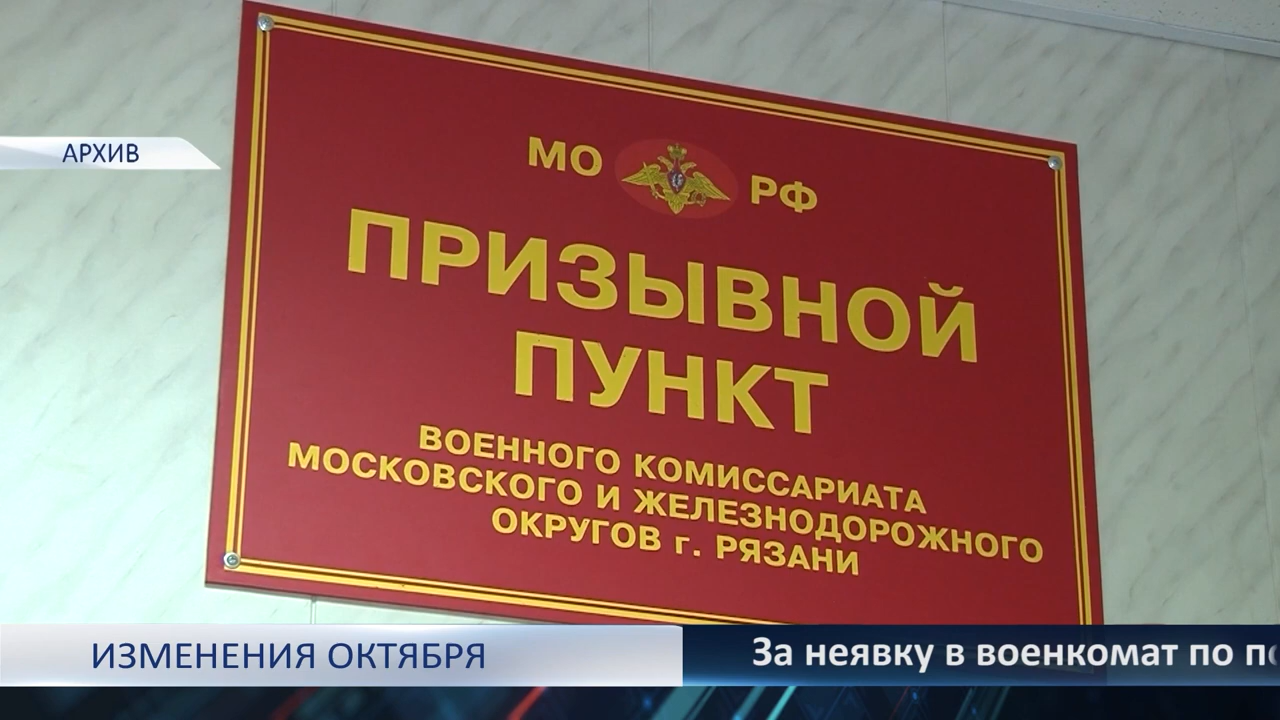 АРХИВ
МО РФ
ПРИЗЫВНОЙ
ПУНКТ
ВОЕННОГО КОМИССАРИАТА
МОСКОВСКОГО И ЖЕЛЕЗНОДОРОЖНОГО
ОКРУГОВ г. РЯЗАНИ
ИЗМЕНЕНИЯ ОКТЯБРЯ
За неявку в военкомат по